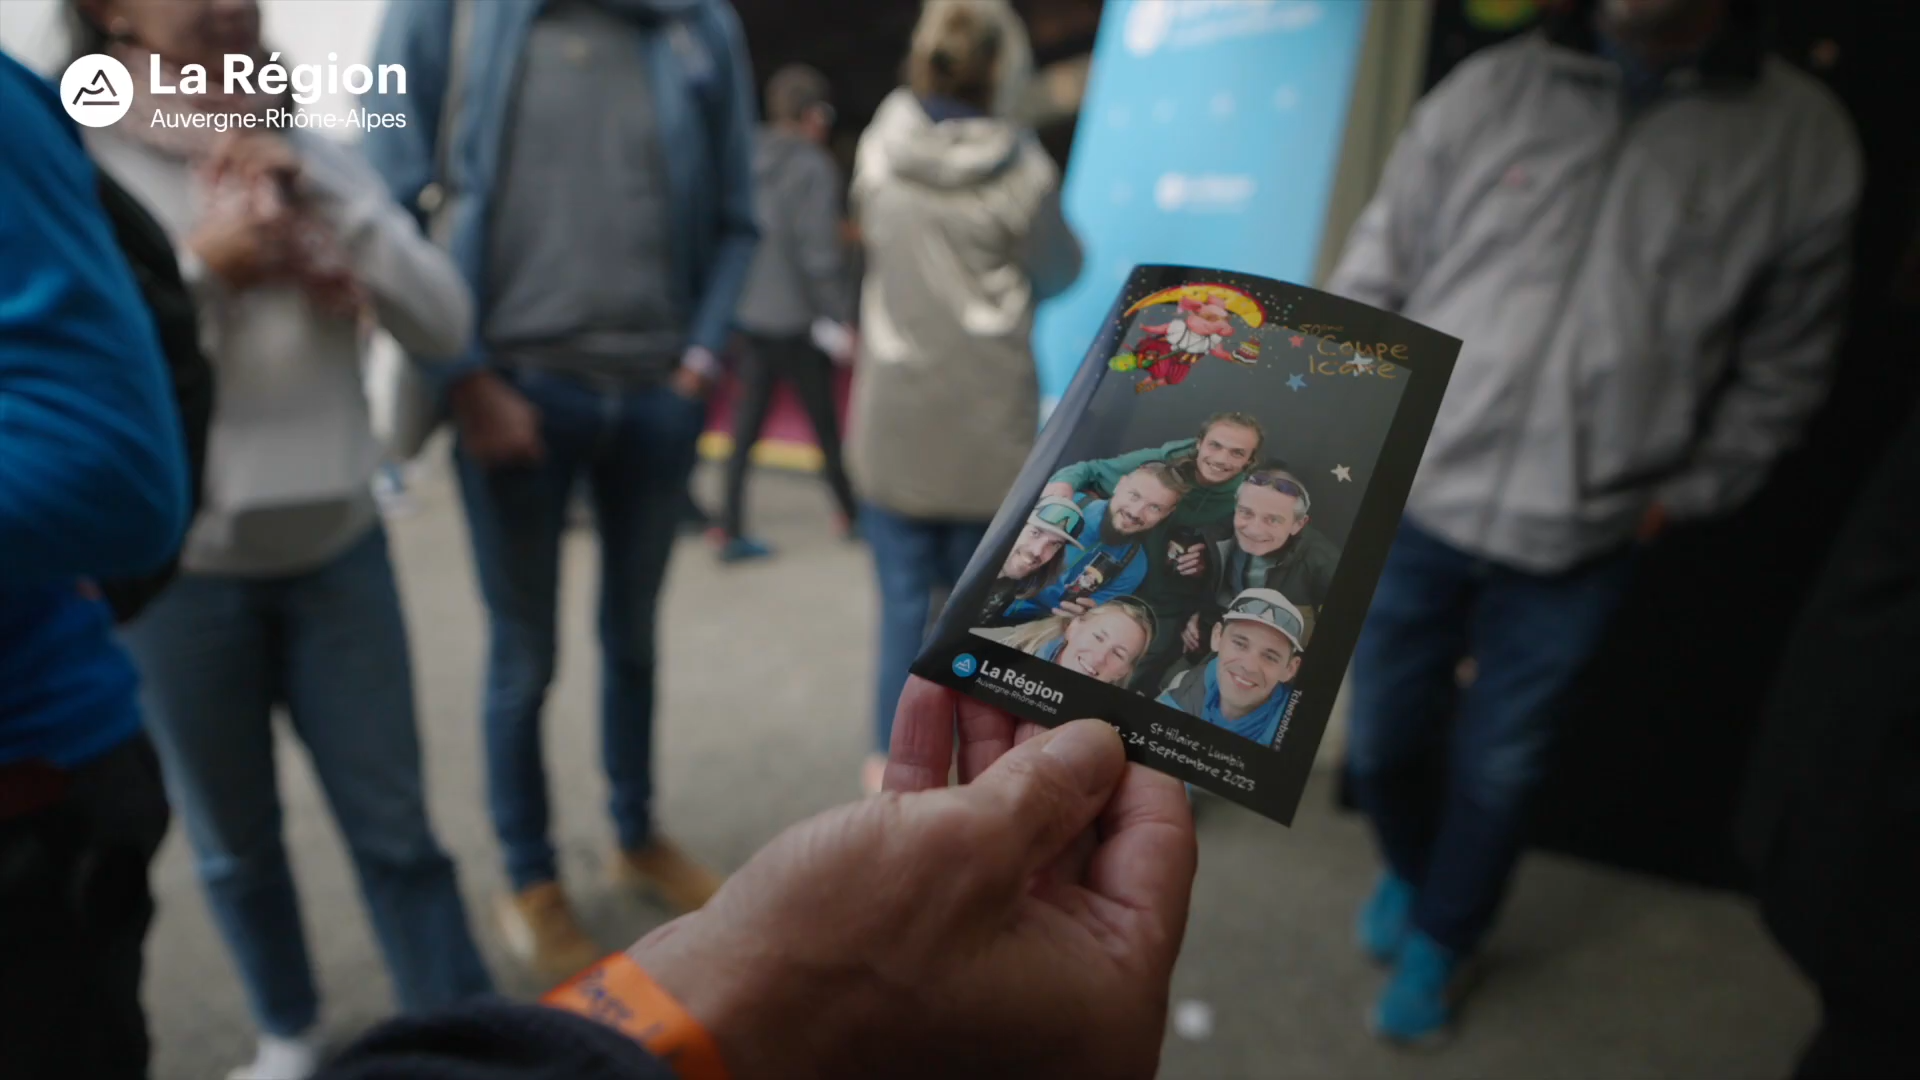 La Région
Auvergne-Rhône-Alpes
50ème
Coupe
Icare
La Région
Auvergne-Rhône-Alpes
Tcheezebox
St Hilaire - Lumbin
- 24 Septembre 2023